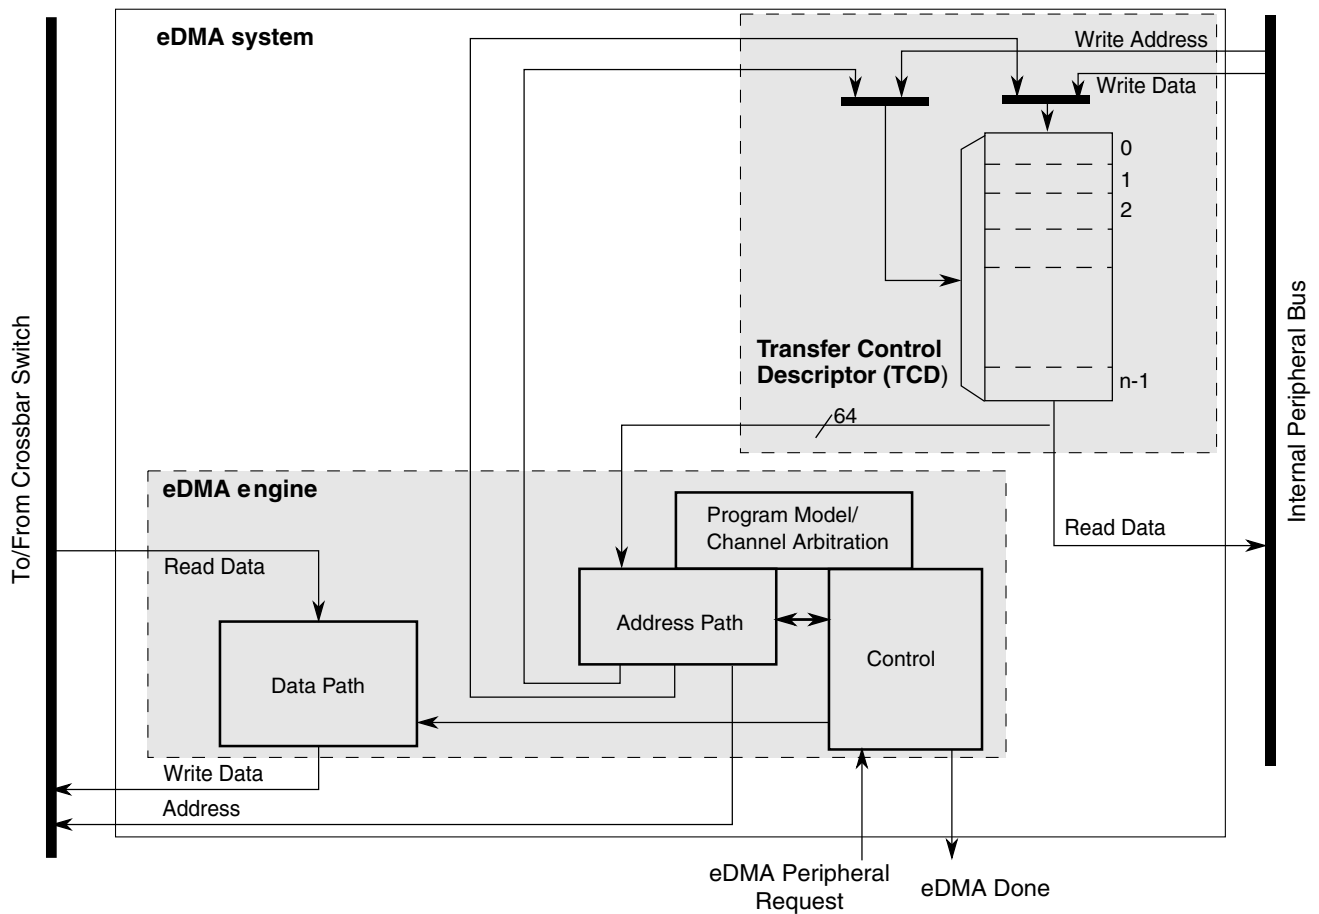 eDMA system
Write Address
Write Data
0
1
2
n-1
Transfer Control
Descriptor (TCD)
64
To/From Crossbar Switch
Internal Peripheral Bus
eDMA engine
Program Model/
Channel Arbitration
Read Data
Read Data
Address Path
Control
Data Path
Write Data
Address
eDMA Peripheral
Request
eDMA Done